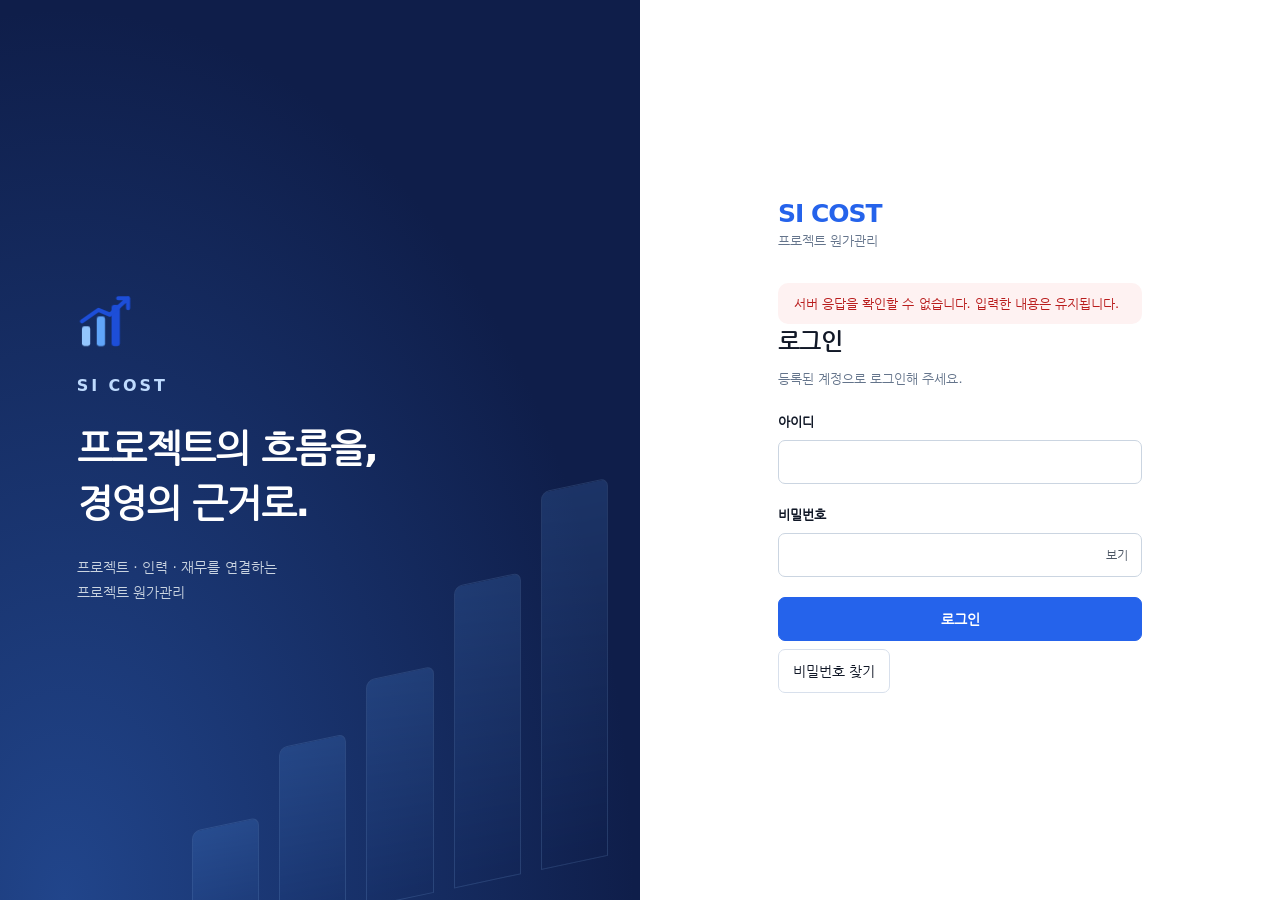 SI COST
프로젝트의 흐름을,
경영의 근거로.
프로젝트 · 인력 · 재무를 연결하는
프로젝트 원가관리
SI COST
프로젝트 원가관리
서버 응답을 확인할 수 없습니다. 입력한 내용은 유지됩니다.
로그인
등록된 계정으로 로그인해 주세요.
아이디
비밀번호
보기
로그인
비밀번호 찾기